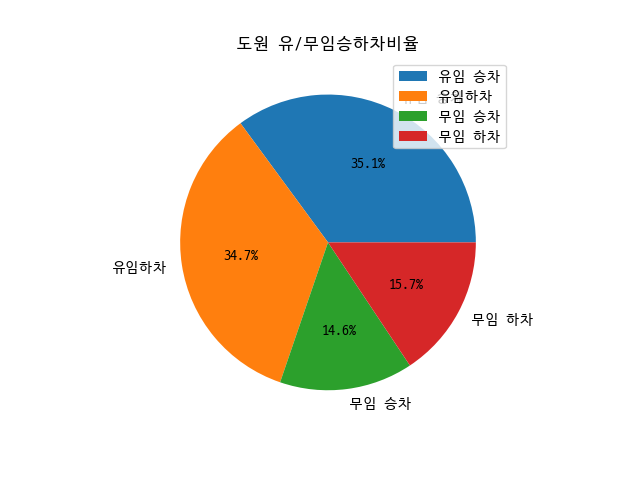 도원 유/무임승하차비율
유임 승차
유임하차
무임 승차
무임 하차
35.1%
34.7%
유임하차
15.7%
14.6%
무임 하차
무임 승차